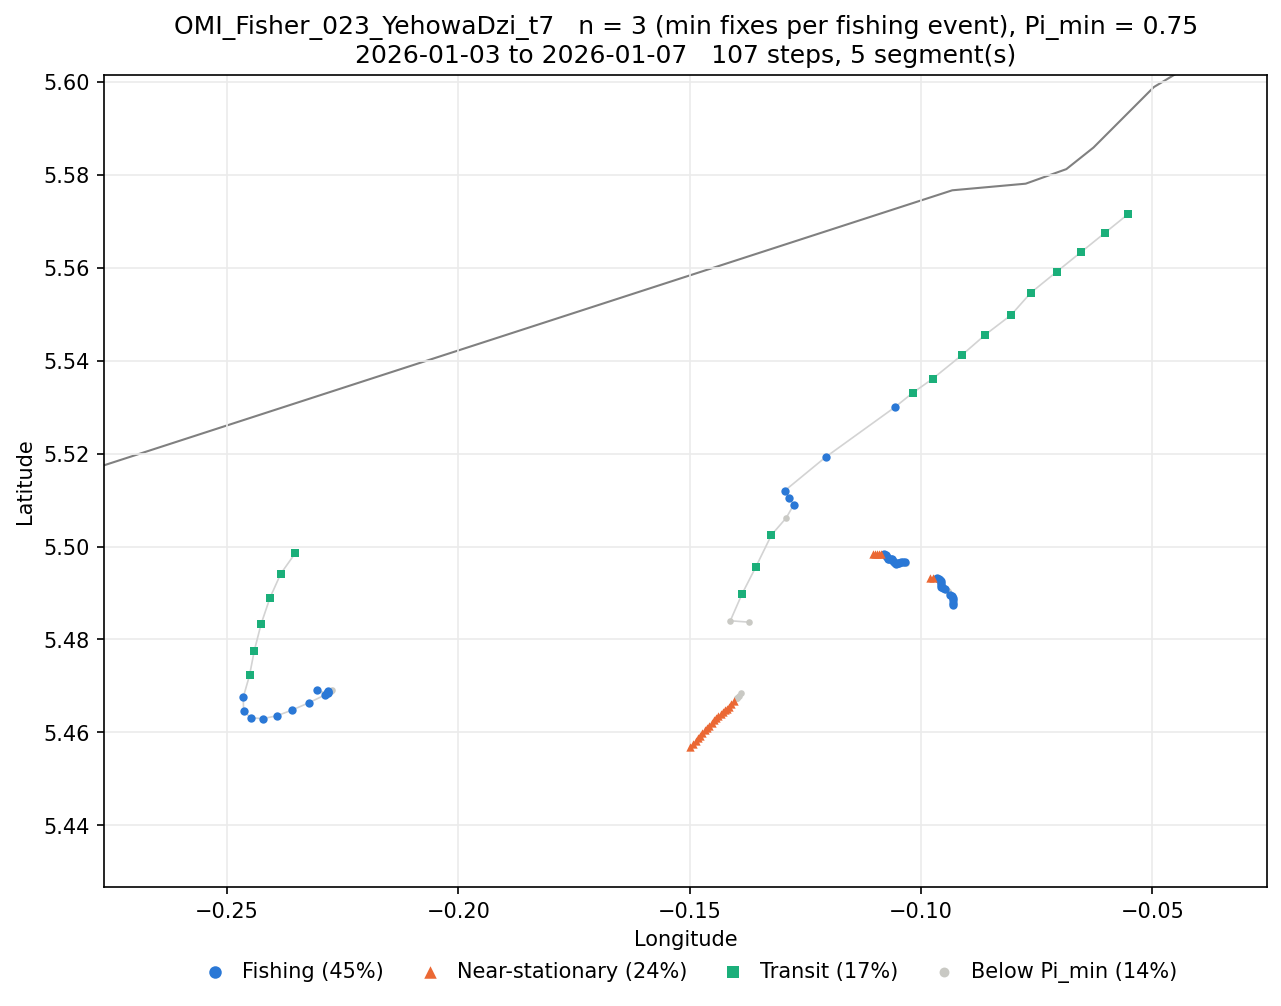 OMI_Fisher_023_YehowaDzi_t7   n = 3 (min fixes per fishing event), Pi_min = 0.75
2026-01-03 to 2026-01-07   107 steps, 5 segment(s)
5.60
5.58
5.56
5.54
5.52
5.50
5.48
5.46
5.44
Latitude
−0.25
−0.20
−0.15
−0.10
−0.05
Longitude
Fishing (45%)
Near-stationary (24%)
Transit (17%)
Below Pi_min (14%)